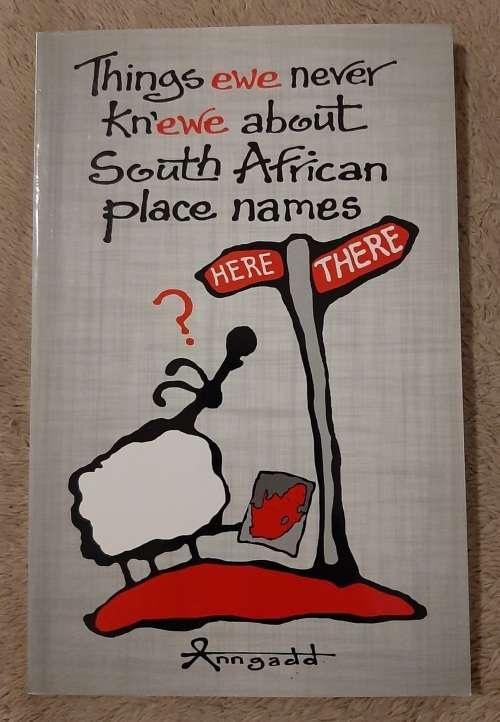 Things ewe never
Kn'ewe about
South African
place names
HERE
THERE
?
Anngadd